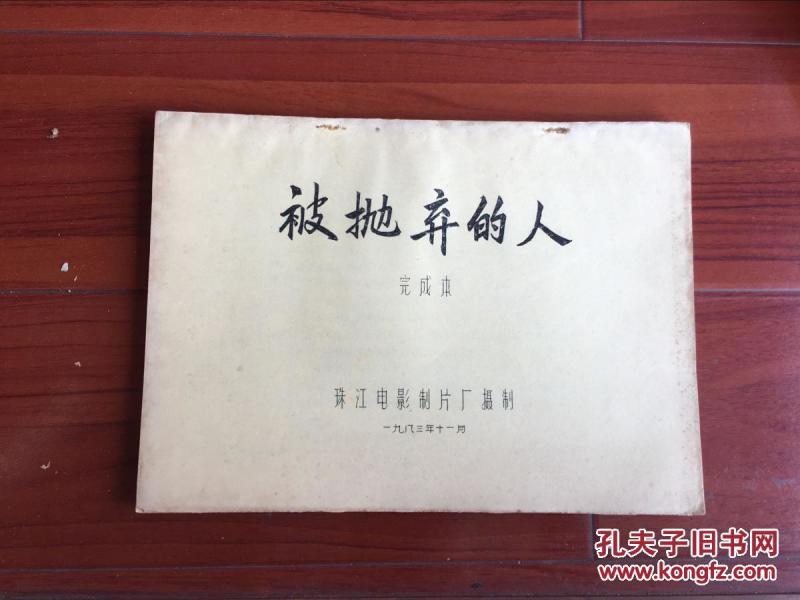 被抛弃的人
完成本
珠江电影制片厂摄制
一九八三年十一月
孔夫子旧书网
www.kongfz.com